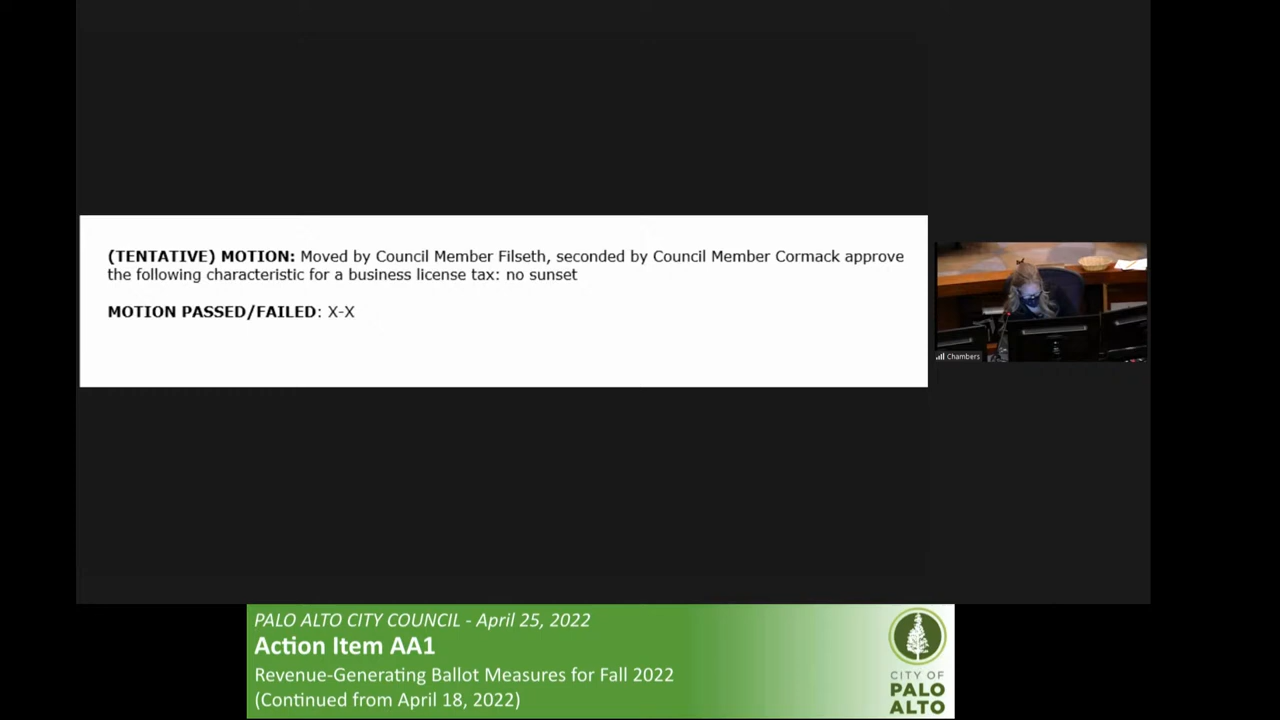 (TENTATIVE) MOTION: Moved by Council Member Filseth, seconded by Council Member Cormack approve
the following characteristic for a business license tax: no sunset
MOTION PASSED/FAILED: X-X
Chambers
PALO ALTO CITY COUNCIL - April 25, 2022
Action Item AA1
Revenue-Generating Ballot Measures for Fall 2022
(Continued from April 18, 2022)
CITY OF
PALO
ALTO